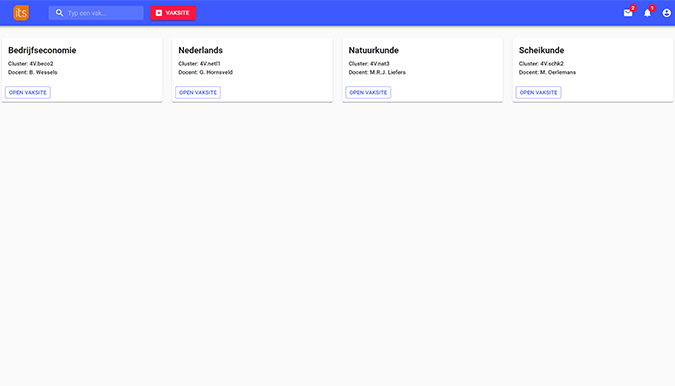 its
Typ een vak...
VAKSITE
2
1
Bedrijfseconomie
Cluster: 4V.beco2
Docent: B. Wessels
OPEN VAKSITE
Nederlands
Cluster: 4V.netl1
Docent: G. Hornsveld
OPEN VAKSITE
Natuurkunde
Cluster: 4V.nat3
Docent: M.R.J. Liefers
OPEN VAKSITE
Scheikunde
Cluster: 4V.schk2
Docent: M. Oerlemans
OPEN VAKSITE